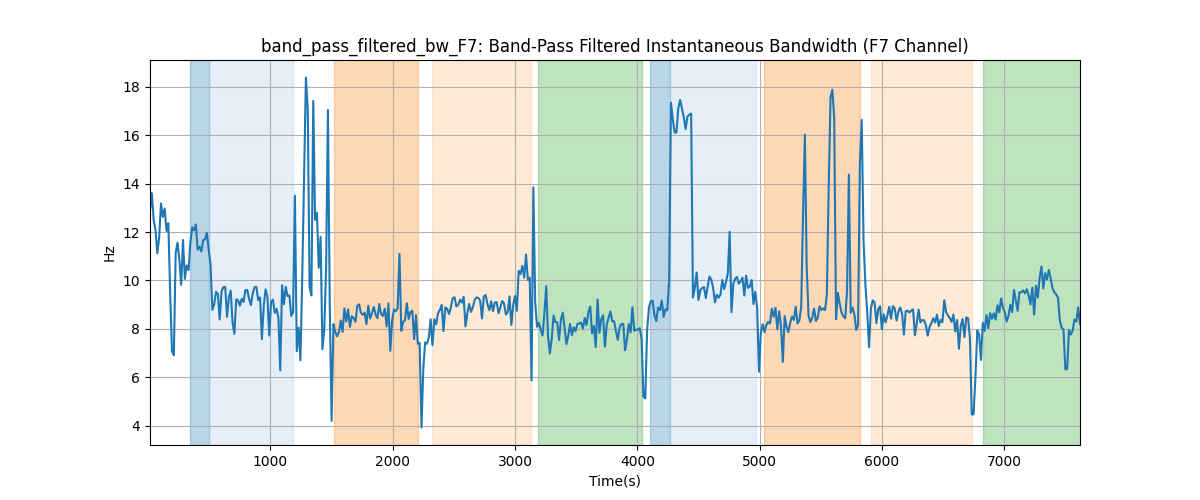 band_pass_filtered_bw_F7: Band-Pass Filtered Instantaneous Bandwidth (F7 Channel)
18
16
14
12
10
8
6
4
Hz
1000 2000 3000 4000 5000 6000 7000
Time(s)